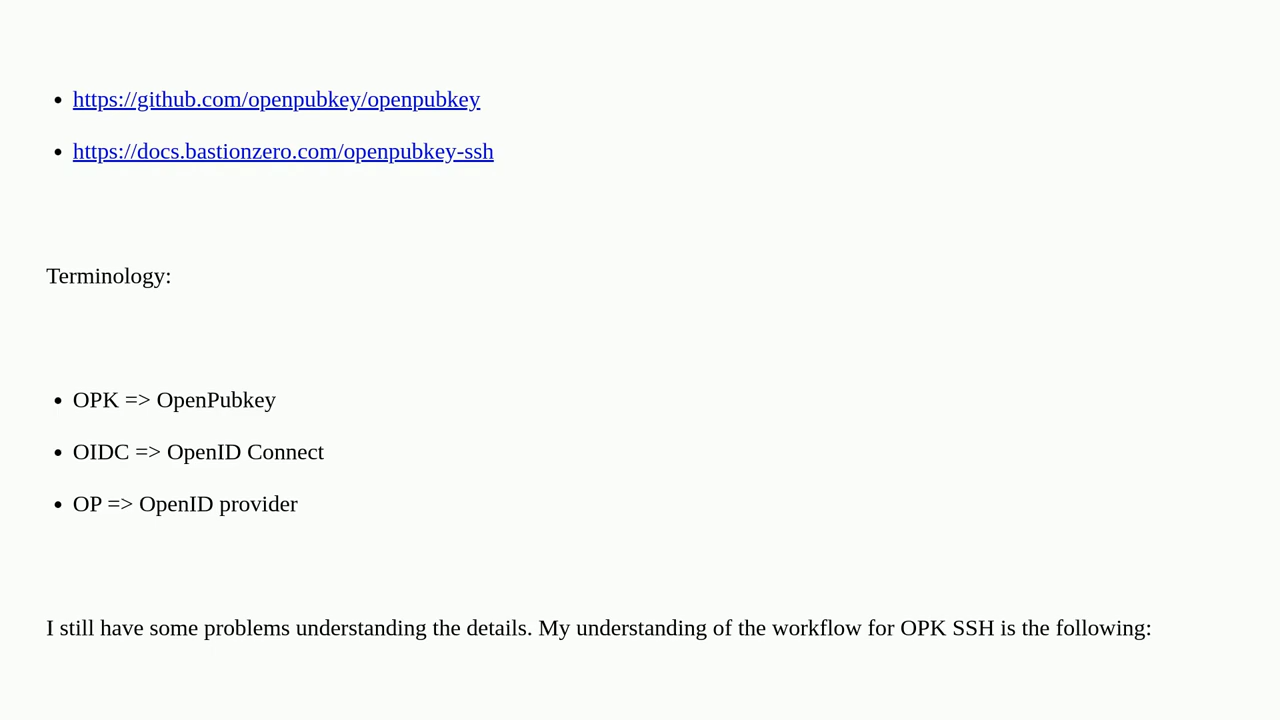 • https://github.com/openpubkey/openpubkey
• https://docs.bastionzero.com/openpubkey-ssh
Terminology:
• OPK => OpenPubkey
• OIDC => OpenID Connect
• OP => OpenID provider
I still have some problems understanding the details. My understanding of the workflow for OPK SSH is the following: